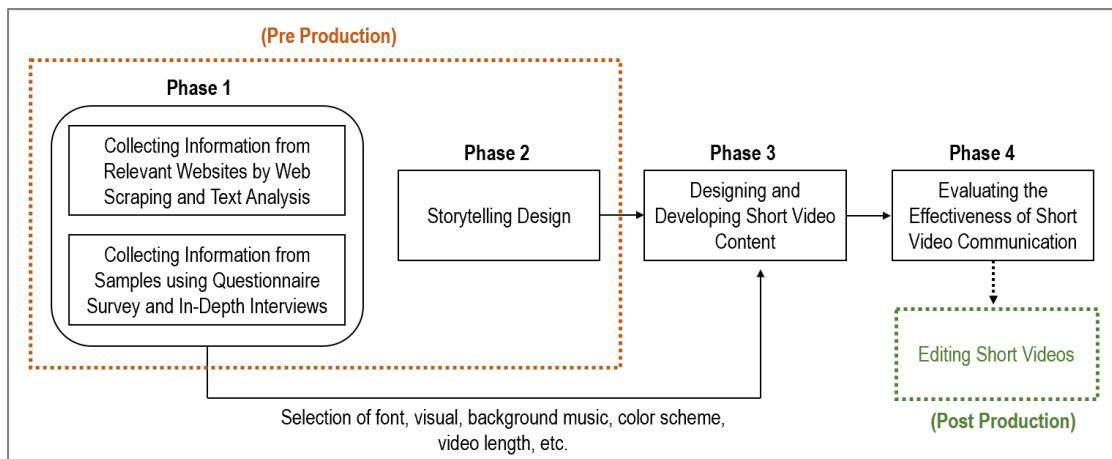 (Pre Production)
Phase 1
Collecting Information from
Relevant Websites by Web
Scraping and Text Analysis
Collecting Information from
Samples using Questionnaire
Survey and In-Depth Interviews
Phase 2
Storytelling Design
Phase 3
Designing and
Developing Short Video
Content
Phase 4
Evaluating the
Effectiveness of Short
Video Communication
Editing Short Videos
(Post Production)
Selection of font, visual, background music, color scheme,
video length, etc.